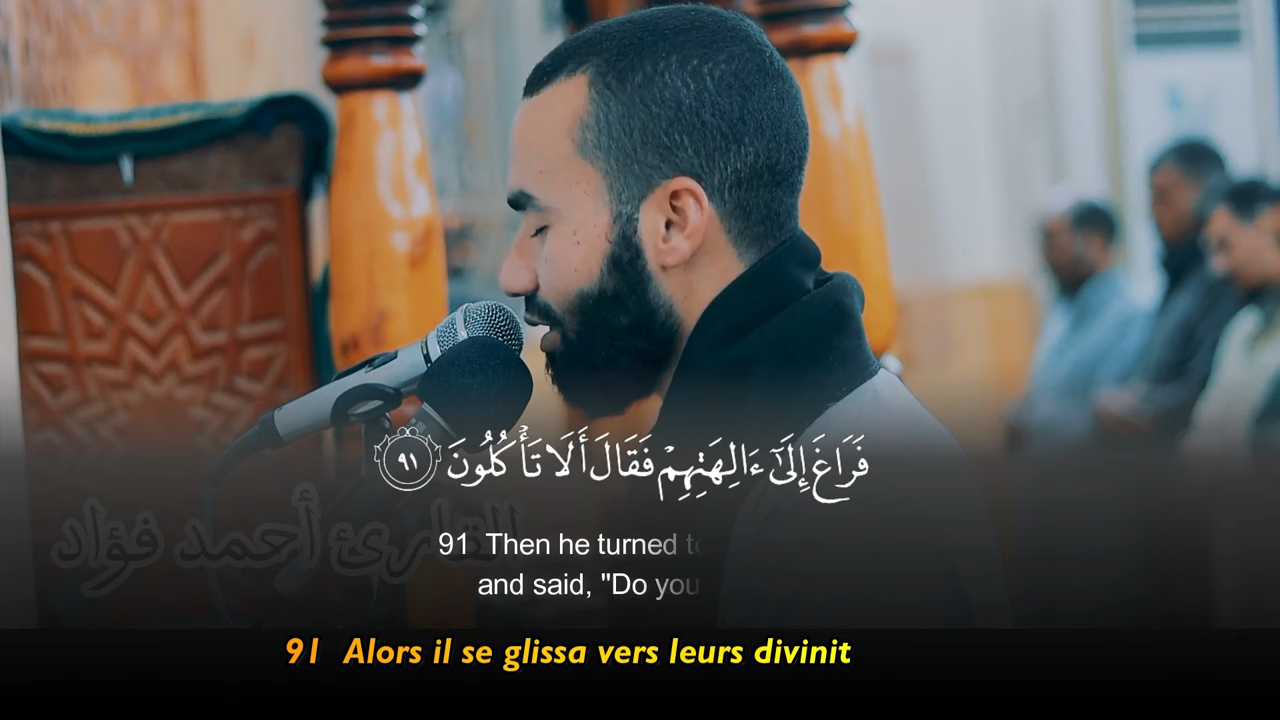 فَرَاغَ إِلَىٰٓ ءَالِهَتِهِمْ فَقَالَ أَلَا تَأْكُلُونَ ٩١
القارئ أحمد فؤاد
91 Then he turned to
and said, "Do you
91 Alors il se glissa vers leurs divinit